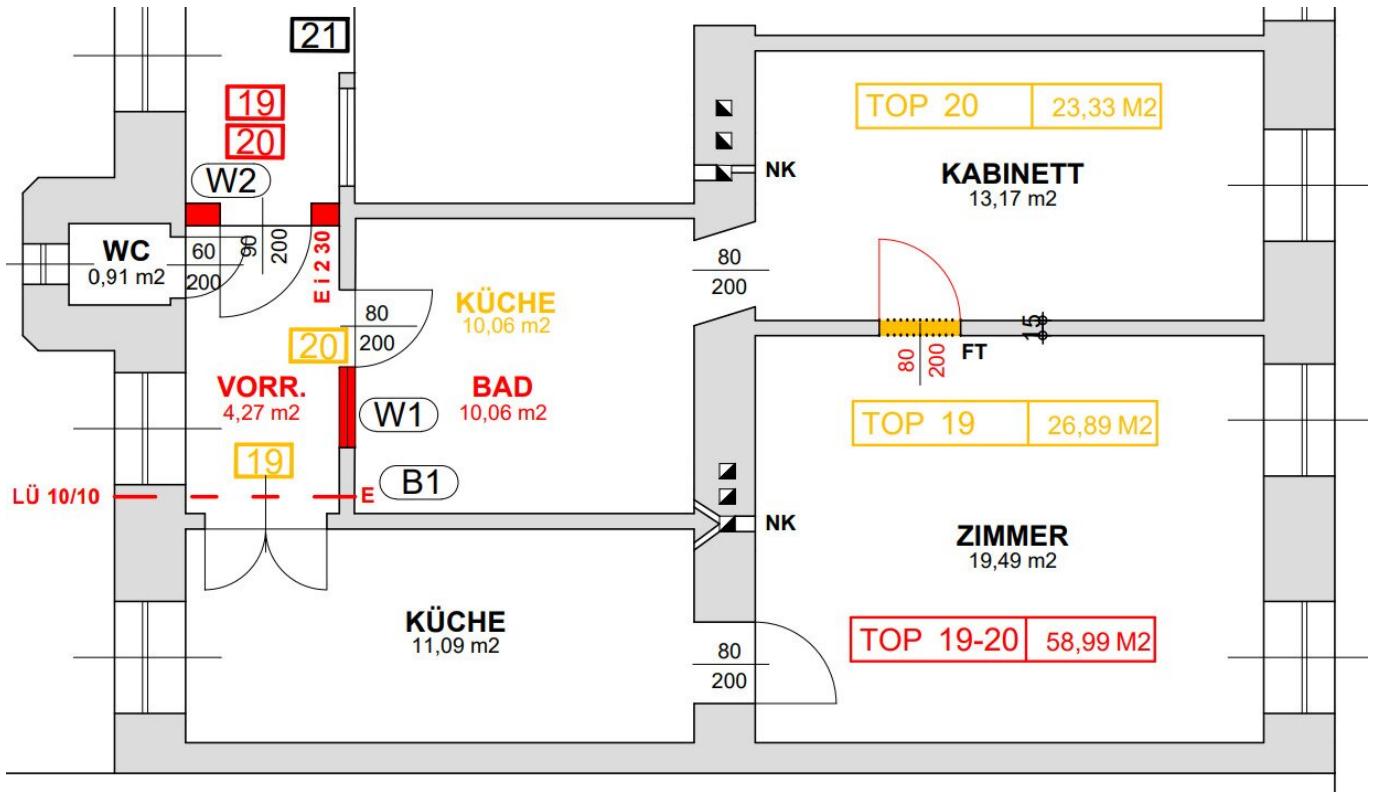 21
19
20
W2
TOP 20 23,33 M2
NK
KABINETT
13,17 m2
WC
0,91 m2
60
200
90
200
E i 2 30
80
200
KÜCHE
10,06 m2
80
200
20
15
80
200
FT
VORR.
4,27 m2
W1
BAD
10,06 m2
TOP 19 26,89 M2
19
B1
LÜ 10/10
E
NK
ZIMMER
19,49 m2
KÜCHE
11,09 m2
TOP 19-20 58,99 M2
80
200